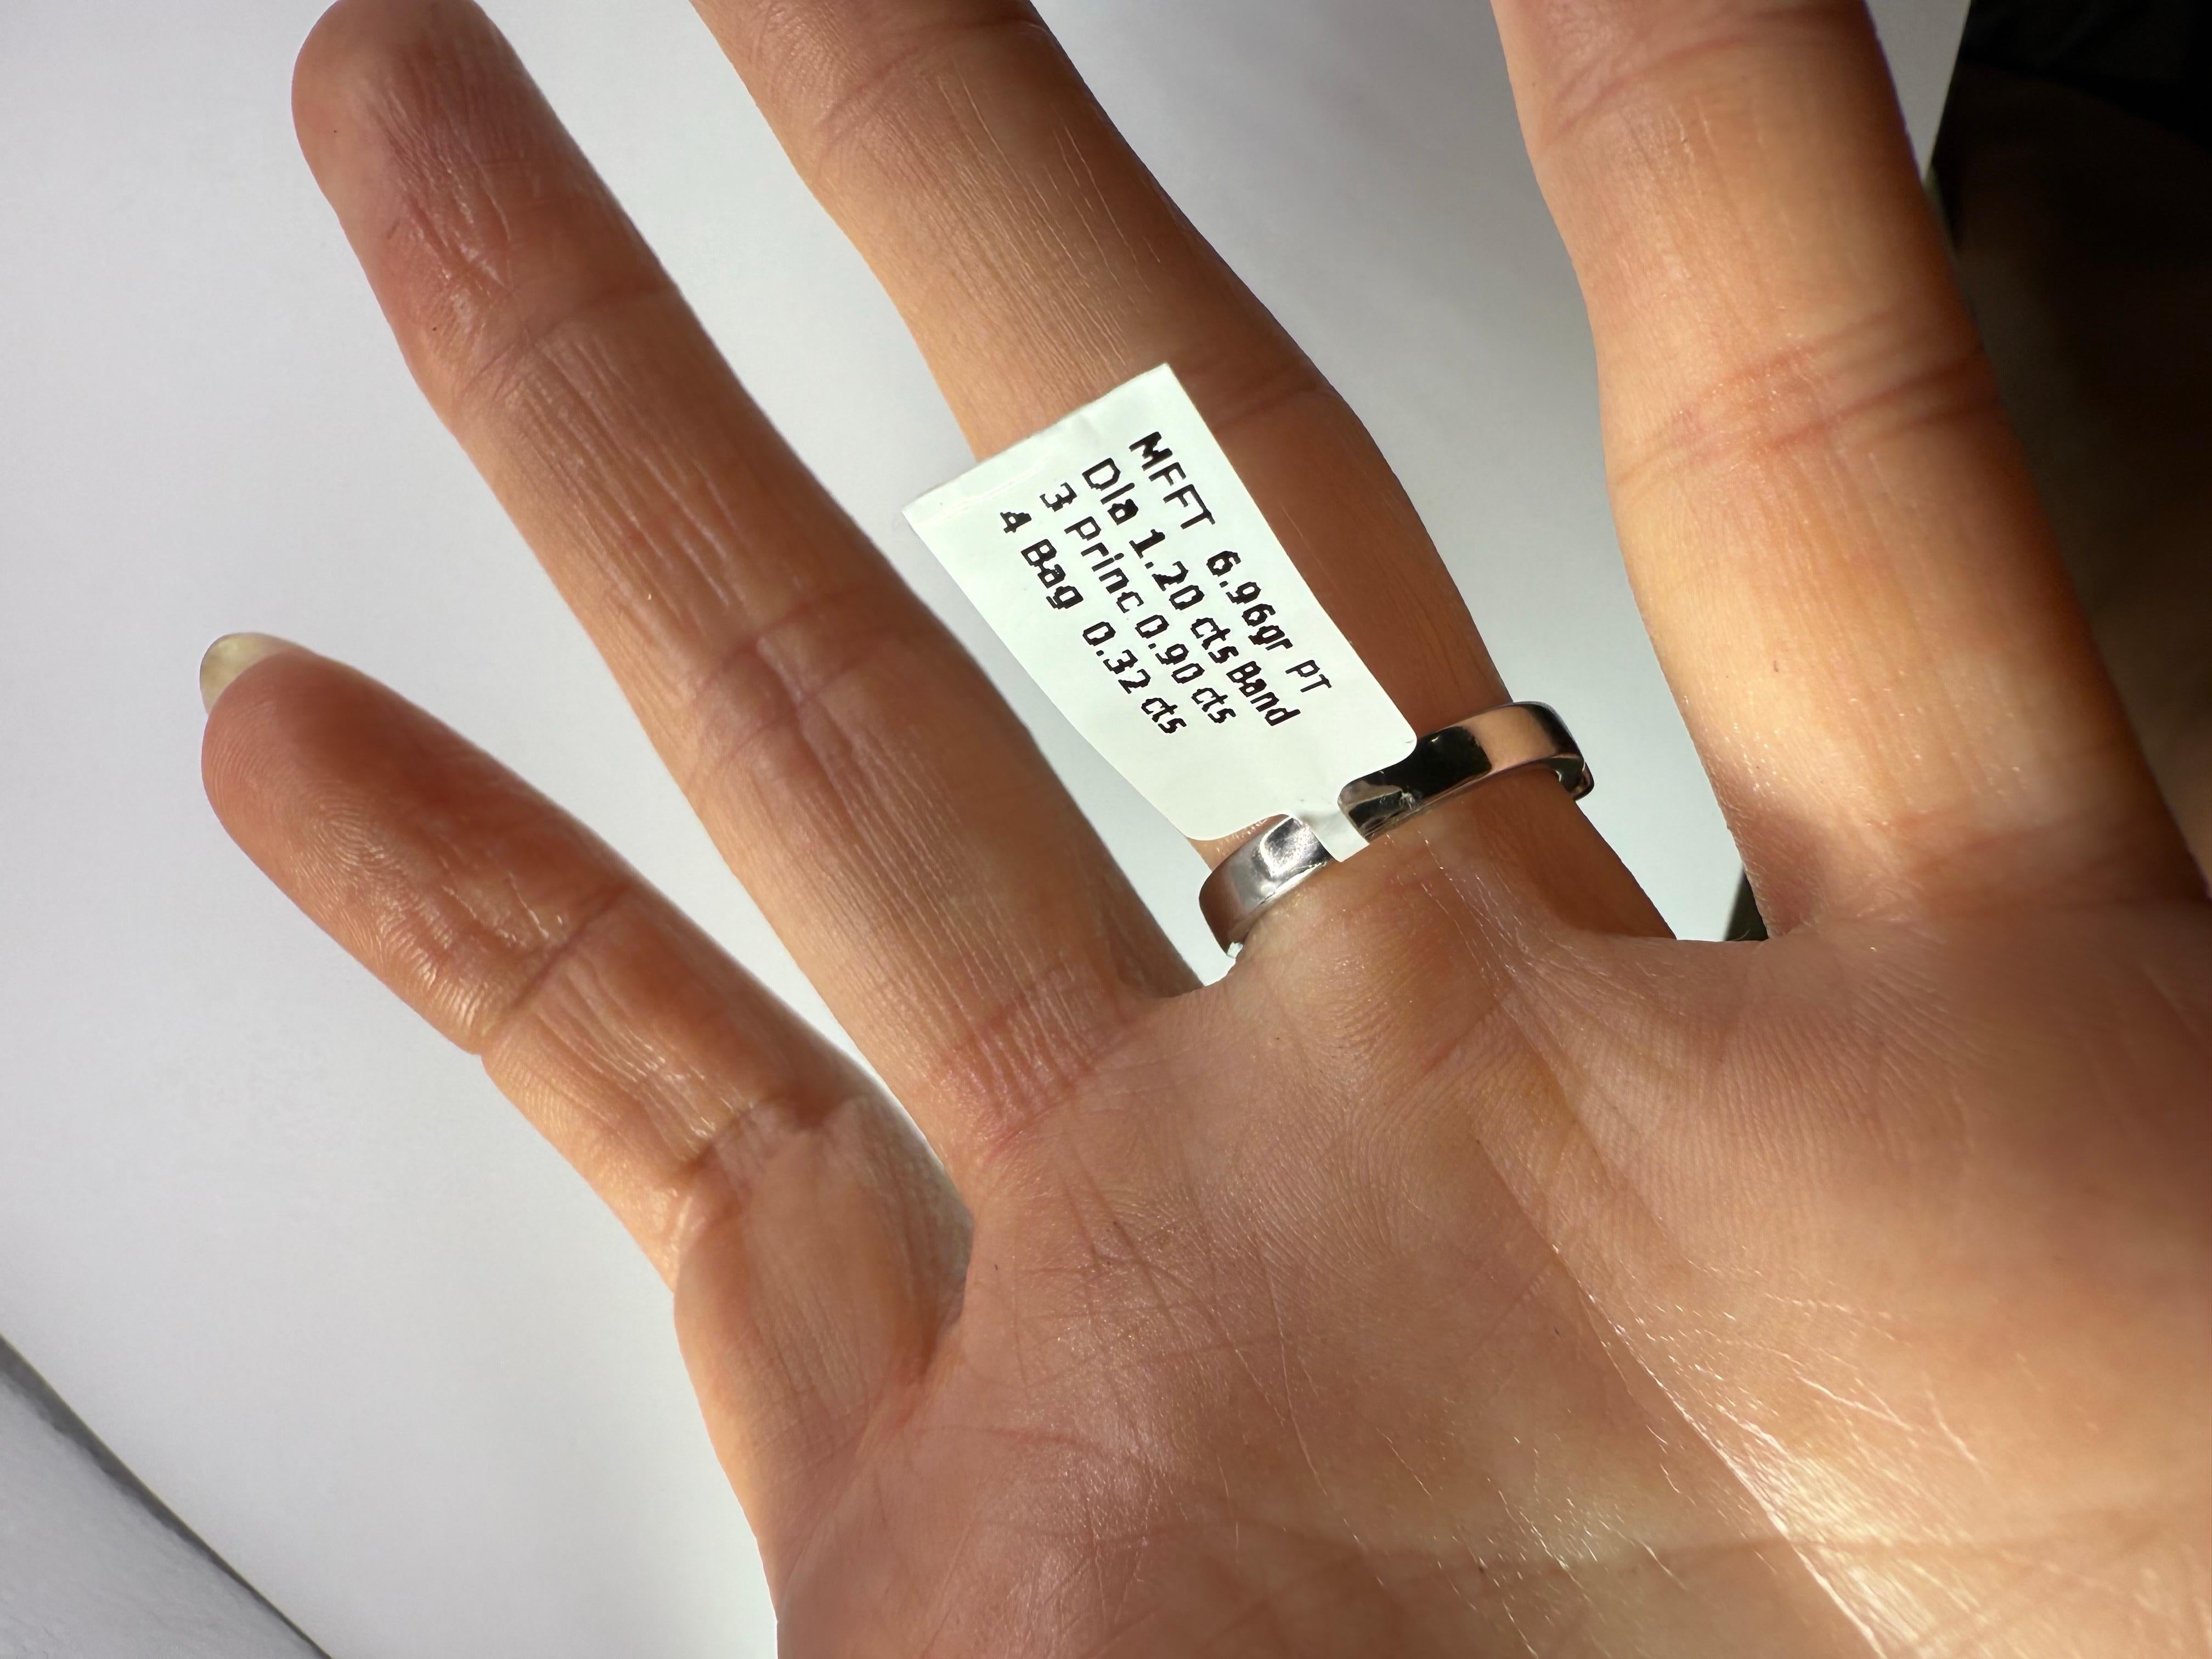 MFFT 6.96gr PT
Dia 1.20 cts Band
3 Princ 0.90 cts
4 Bag 0.32 cts